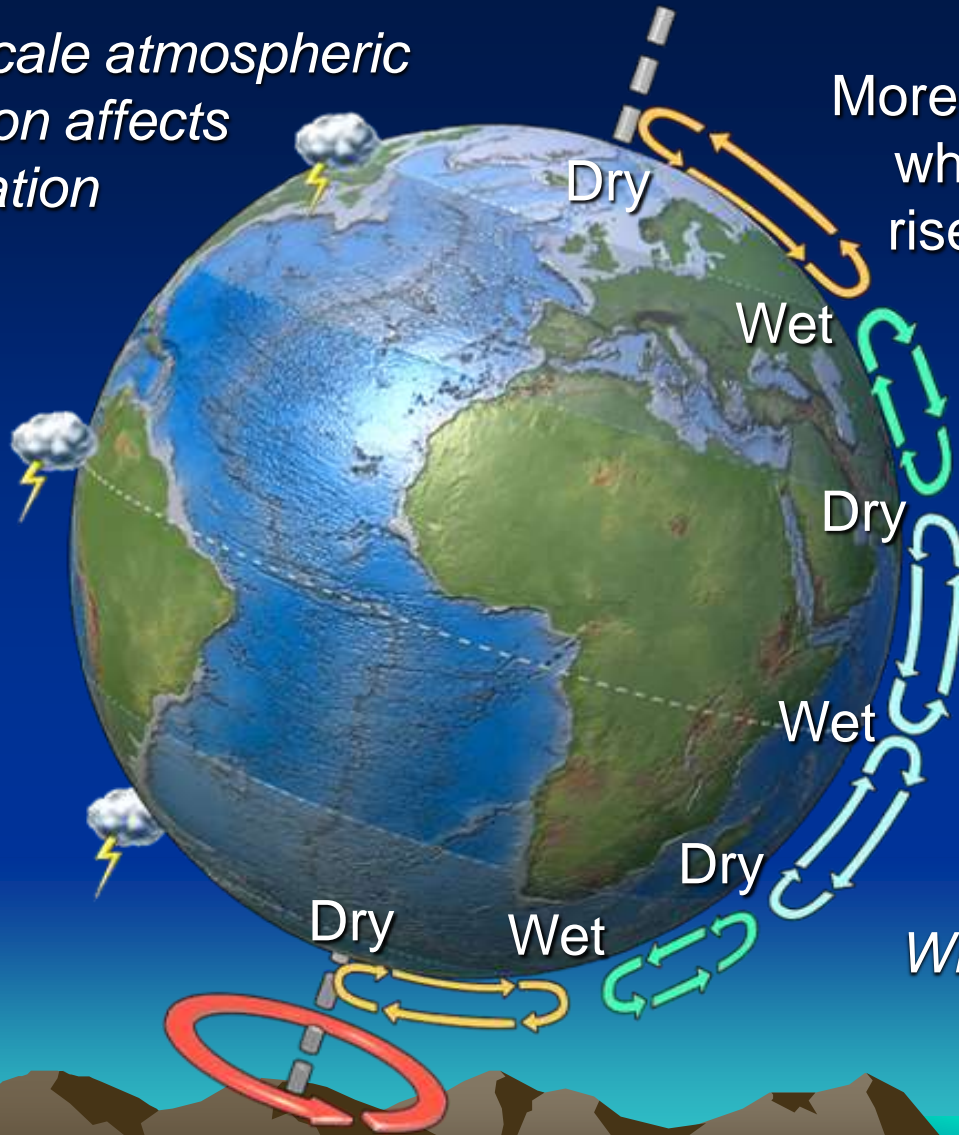 cale atmospheric
on affects
ation
More
wh
rise
Dry
Wet
Dry
Wet
Dry
Dry
Wet